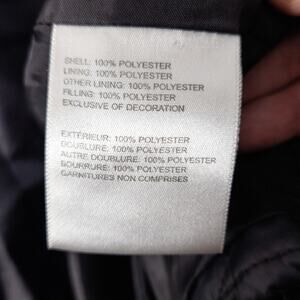 SHELL: 100% POLYESTER
LINING: 100% POLYESTER
OTHER LINING: 100% POLYESTER
FILLING: 100% POLYESTER
EXCLUSIVE OF DECORATION
EXTÉRIEUR: 100% POLYESTER
DOUBLURE: 100% POLYESTER
AUTRE DOUBLURE: 100% POLYESTER
BOURRURE: 100% POLYESTER
GARNITURES NON COMPRISES